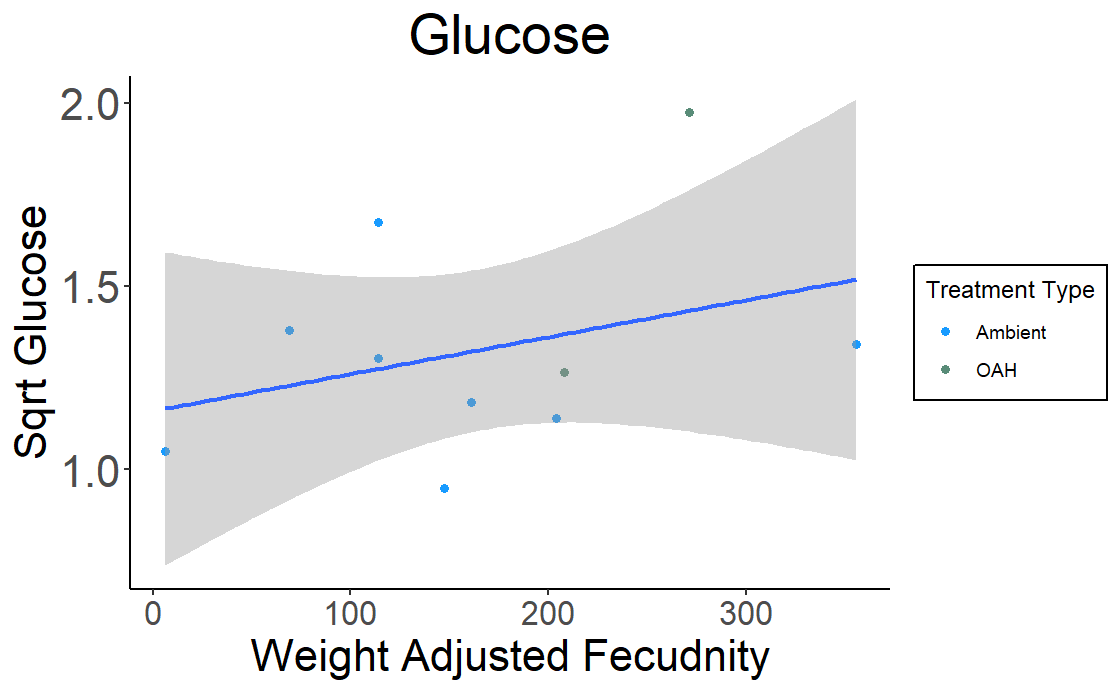 Glucose
2.0
1.5
1.0
Sqrt Glucose
0 100 200 300
Weight Adjusted Fecudnity
Treatment Type
Ambient
OAH